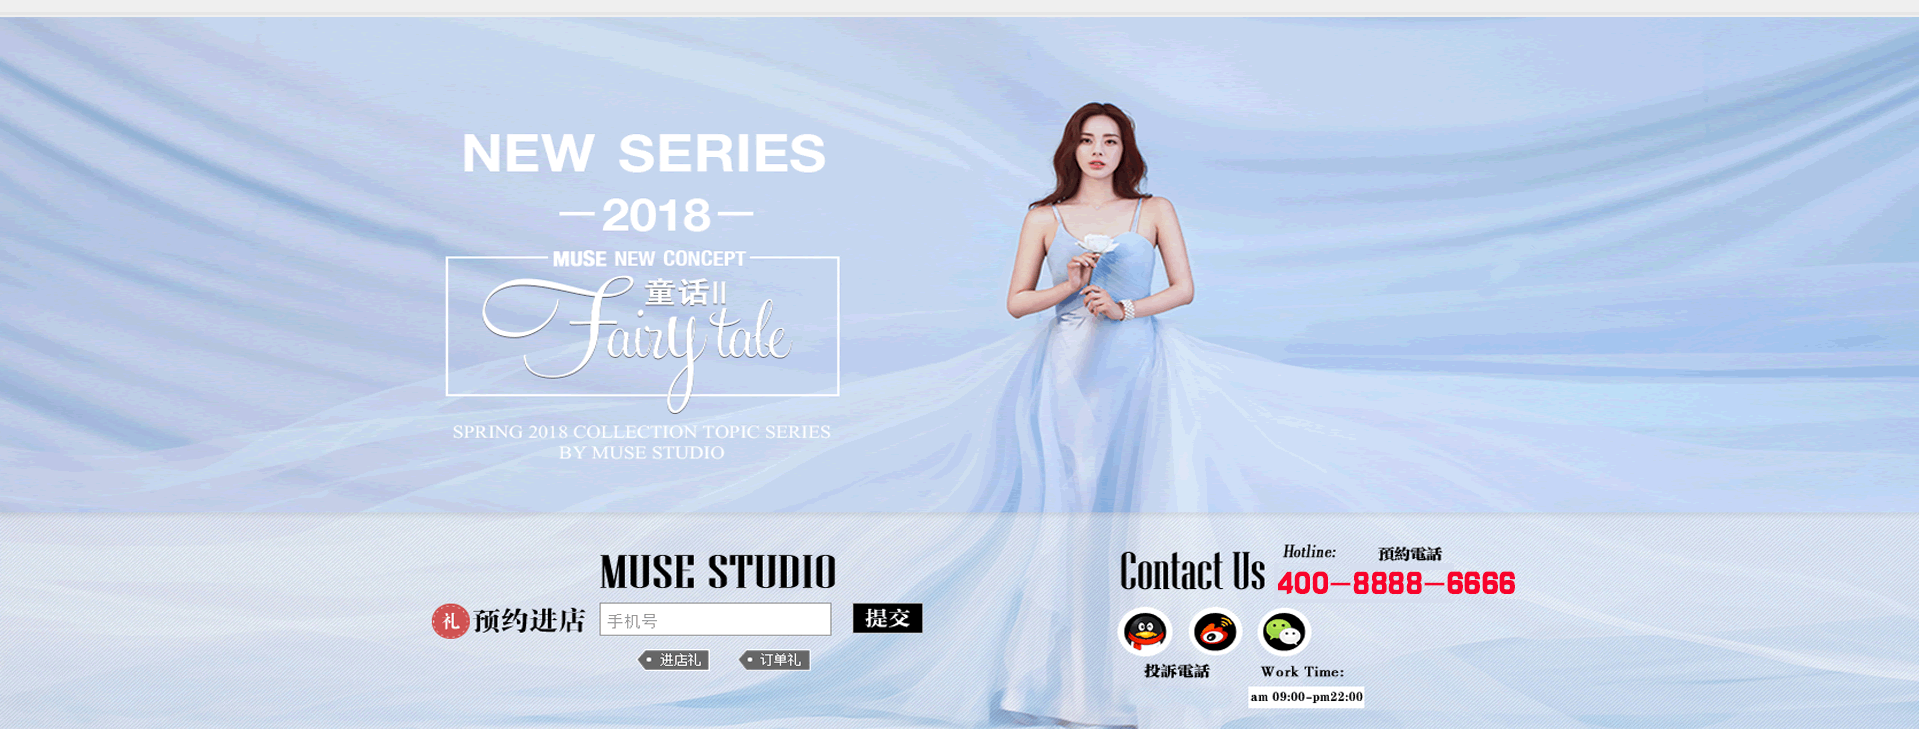 NEW SERIES
2018
MUSE NEW CONCEPT
童话II
Fairy tale
SPRING 2018 COLLECTION TOPIC SERIES
BY MUSE STUDIO
MUSE STUDIO
礼 预约进店 手机号 提交
进店礼 订单礼
Contact Us
Hotline: 預約電話
400-8888-6666
投訴電話
Work Time:
am 09:00-pm22:00